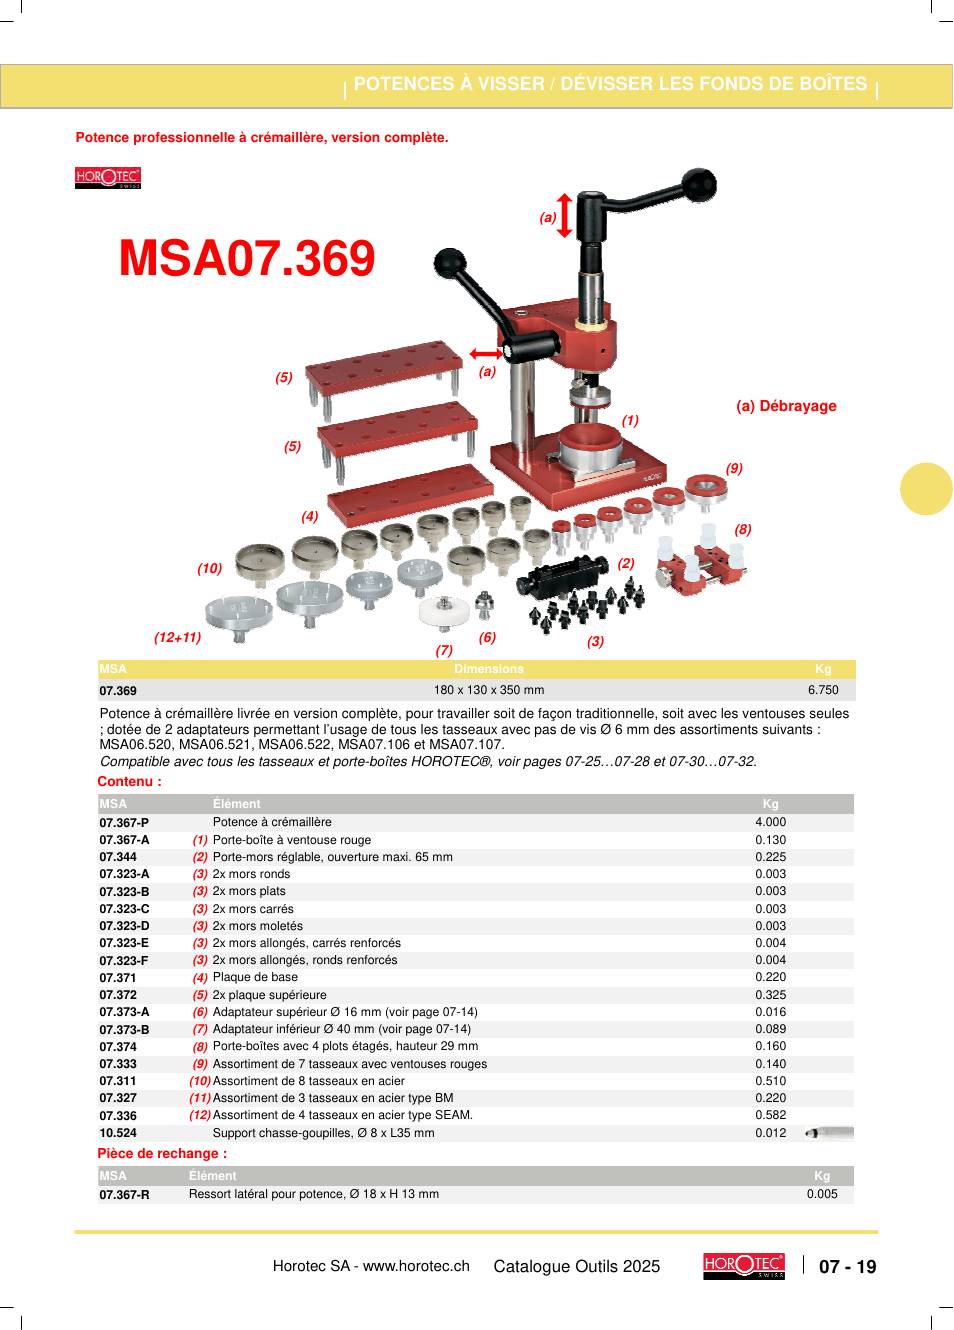 POTENCES À VISSER / DÉVISSER LES FONDS DE BOÎTES
Potence professionnelle à crémaillère, version complète.
HOROTEC
SWISS
MSA07.369
(a)
(a)
(5)
(a) Débrayage
(1)
(5)
(9)
(4)
(8)
(10)
(2)
(12+11)
(6)
(3)
(7)
MSA Dimensions Kg
07.369 180 x 130 x 350 mm 6.750
Potence à crémaillère livrée en version complète, pour travailler soit de façon traditionnelle, soit avec les ventouses seules
; dotée de 2 adaptateurs permettant l'usage de tous les tasseaux avec pas de vis Ø 6 mm des assortiments suivants :
MSA06.520, MSA06.521, MSA06.522, MSA07.106 et MSA07.107.
Compatible avec tous les tasseaux et porte-boîtes HOROTEC®, voir pages 07-25…07-28 et 07-30…07-32.
Contenu :
MSA Élément Kg
07.367-P Potence à crémaillère 4.000
07.367-A (1) Porte-boîte à ventouse rouge 0.130
07.344 (2) Porte-mors réglable, ouverture maxi. 65 mm 0.225
07.323-A (3) 2x mors ronds 0.003
07.323-B (3) 2x mors plats 0.003
07.323-C (3) 2x mors carrés 0.003
07.323-D (3) 2x mors moletés 0.003
07.323-E (3) 2x mors allongés, carrés renforcés 0.004
07.323-F (3) 2x mors allongés, ronds renforcés 0.004
07.371 (4) Plaque de base 0.220
07.372 (5) 2x plaque supérieure 0.325
07.373-A (6) Adaptateur supérieur Ø 16 mm (voir page 07-14) 0.016
07.373-B (7) Adaptateur inférieur Ø 40 mm (voir page 07-14) 0.089
07.374 (8) Porte-boîtes avec 4 plots étagés, hauteur 29 mm 0.160
07.333 (9) Assortiment de 7 tasseaux avec ventouses rouges 0.140
07.311 (10) Assortiment de 8 tasseaux en acier 0.510
07.327 (11) Assortiment de 3 tasseaux en acier type BM 0.220
07.336 (12) Assortiment de 4 tasseaux en acier type SEAM. 0.582
10.524 Support chasse-goupilles, Ø 8 x L35 mm 0.012
Pièce de rechange :
MSA Élément Kg
07.367-R Ressort latéral pour potence, Ø 18 x H 13 mm 0.005
Horotec SA - www.horotec.ch Catalogue Outils 2025 HOROTEC SWISS 07 - 19